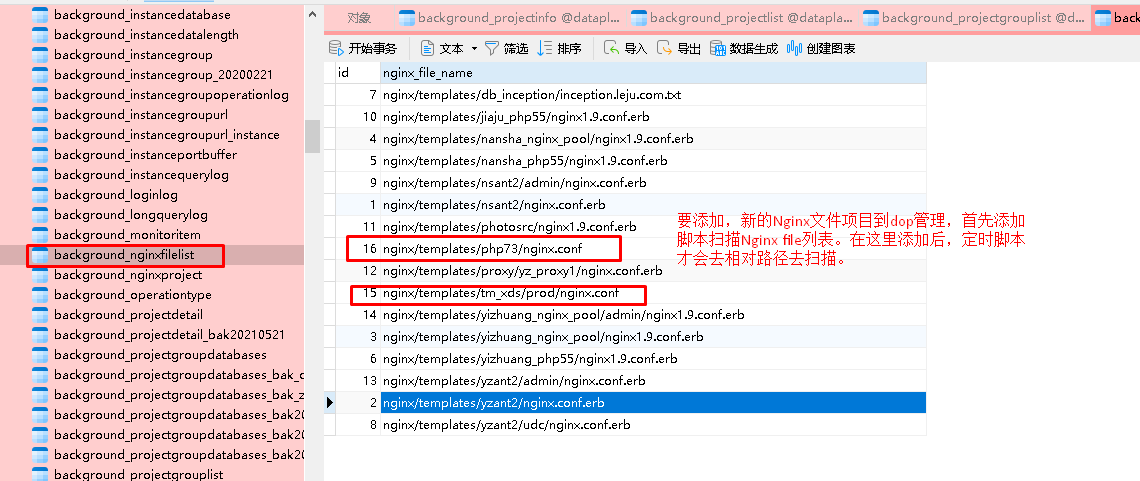 background_instancedatabase
background_instancedatalength
background_instancegroup
background_instancegroup_20200221
background_instancegroupoperationlog
background_instancegroupurl
background_instancegroupurl_instance
background_instanceportbuffer
background_instancequerylog
background_loginlog
background_longquerylog
background_monitoritem
background_nginxfilelist
background_nginxproject
background_operationtype
background_projectdetail
background_projectdetail_bak20210521
background_projectgroupdatabases
background_projectgroupdatabases_bak_c
background_projectgroupdatabases_bak_z
background_projectgroupdatabases_bak20
background_projectgroupdatabases_bak20
background_projectgroupdatabases_bak20
background_projectgrouplist
对象 background_projectinfo @datapl... background_projectlist @datapla... background_projectgrouplist @d... back
开始事务 文本 筛选 排序 导入 导出 数据生成 创建图表
id nginx_file_name
7 nginx/templates/db_inception/inception.leju.com.txt
10 nginx/templates/jiaju_php55/nginx1.9.conf.erb
4 nginx/templates/nansha_nginx_pool/nginx1.9.conf.erb
5 nginx/templates/nansha_php55/nginx1.9.conf.erb
9 nginx/templates/nsant2/admin/nginx.conf.erb
1 nginx/templates/nsant2/nginx.conf.erb
11 nginx/templates/photosrc/nginx1.9.conf.erb
16 nginx/templates/php73/nginx.conf
12 nginx/templates/proxy/yz_proxy1/nginx.conf.erb
15 nginx/templates/tm_xds/prod/nginx.conf
14 nginx/templates/yizhuang_nginx_pool/admin/nginx1.9.conf.erb
3 nginx/templates/yizhuang_nginx_pool/nginx1.9.conf.erb
6 nginx/templates/yizhuang_php55/nginx1.9.conf.erb
13 nginx/templates/yzant2/admin/nginx.conf.erb
2 nginx/templates/yzant2/nginx.conf.erb
8 nginx/templates/yzant2/udc/nginx.conf.erb
要添加，新的Nginx文件项目到dop管理，首先添加
脚本扫描Nginx file列表。在这里添加后，定时脚本
才会去相对路径去扫描。